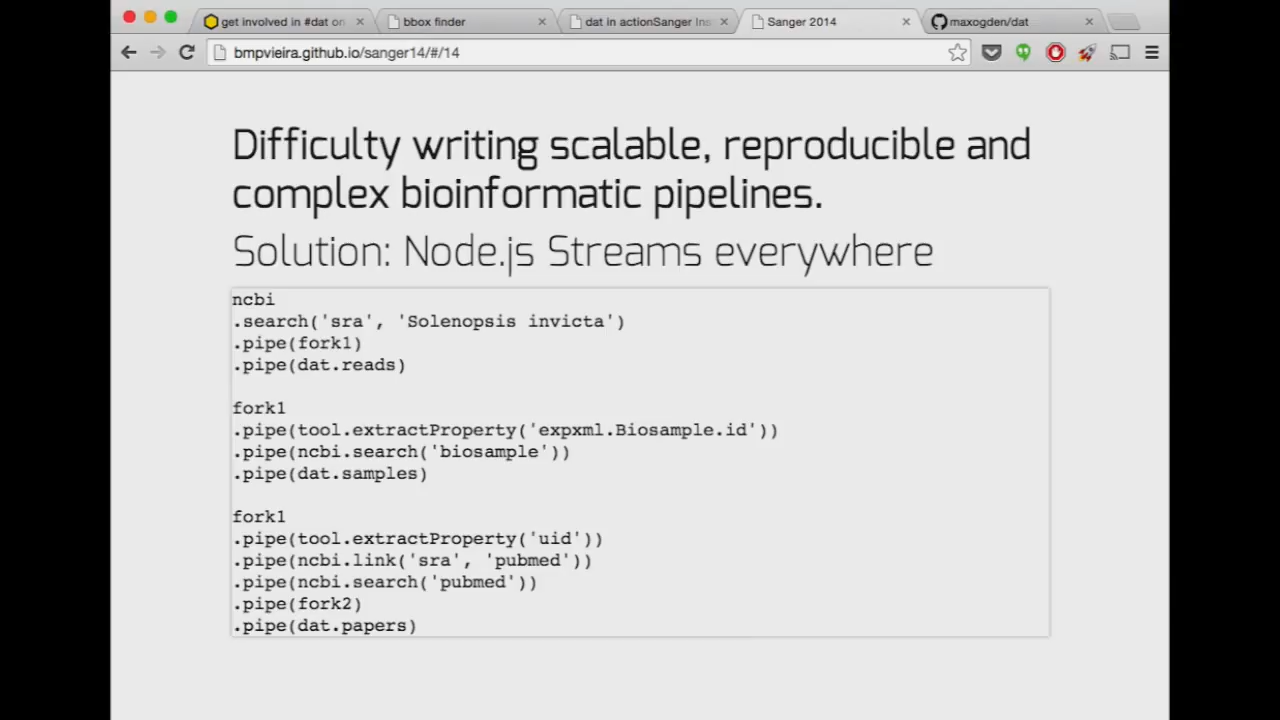 get involved in #dat on
bbox finder
dat in actionSanger Ins
Sanger 2014
maxogden/dat
bmpvieira.github.io/sanger14/#/14
Difficulty writing scalable, reproducible and
complex bioinformatic pipelines.
Solution: Node.js Streams everywhere
ncbi
.search('sra', 'Solenopsis invicta')
.pipe(fork1)
.pipe(dat.reads)
fork1
.pipe(tool.extractProperty('expxml.Biosample.id'))
.pipe(ncbi.search('biosample'))
.pipe(dat.samples)
fork1
.pipe(tool.extractProperty('uid'))
.pipe(ncbi.link('sra', 'pubmed'))
.pipe(ncbi.search('pubmed'))
.pipe(fork2)
.pipe(dat.papers)